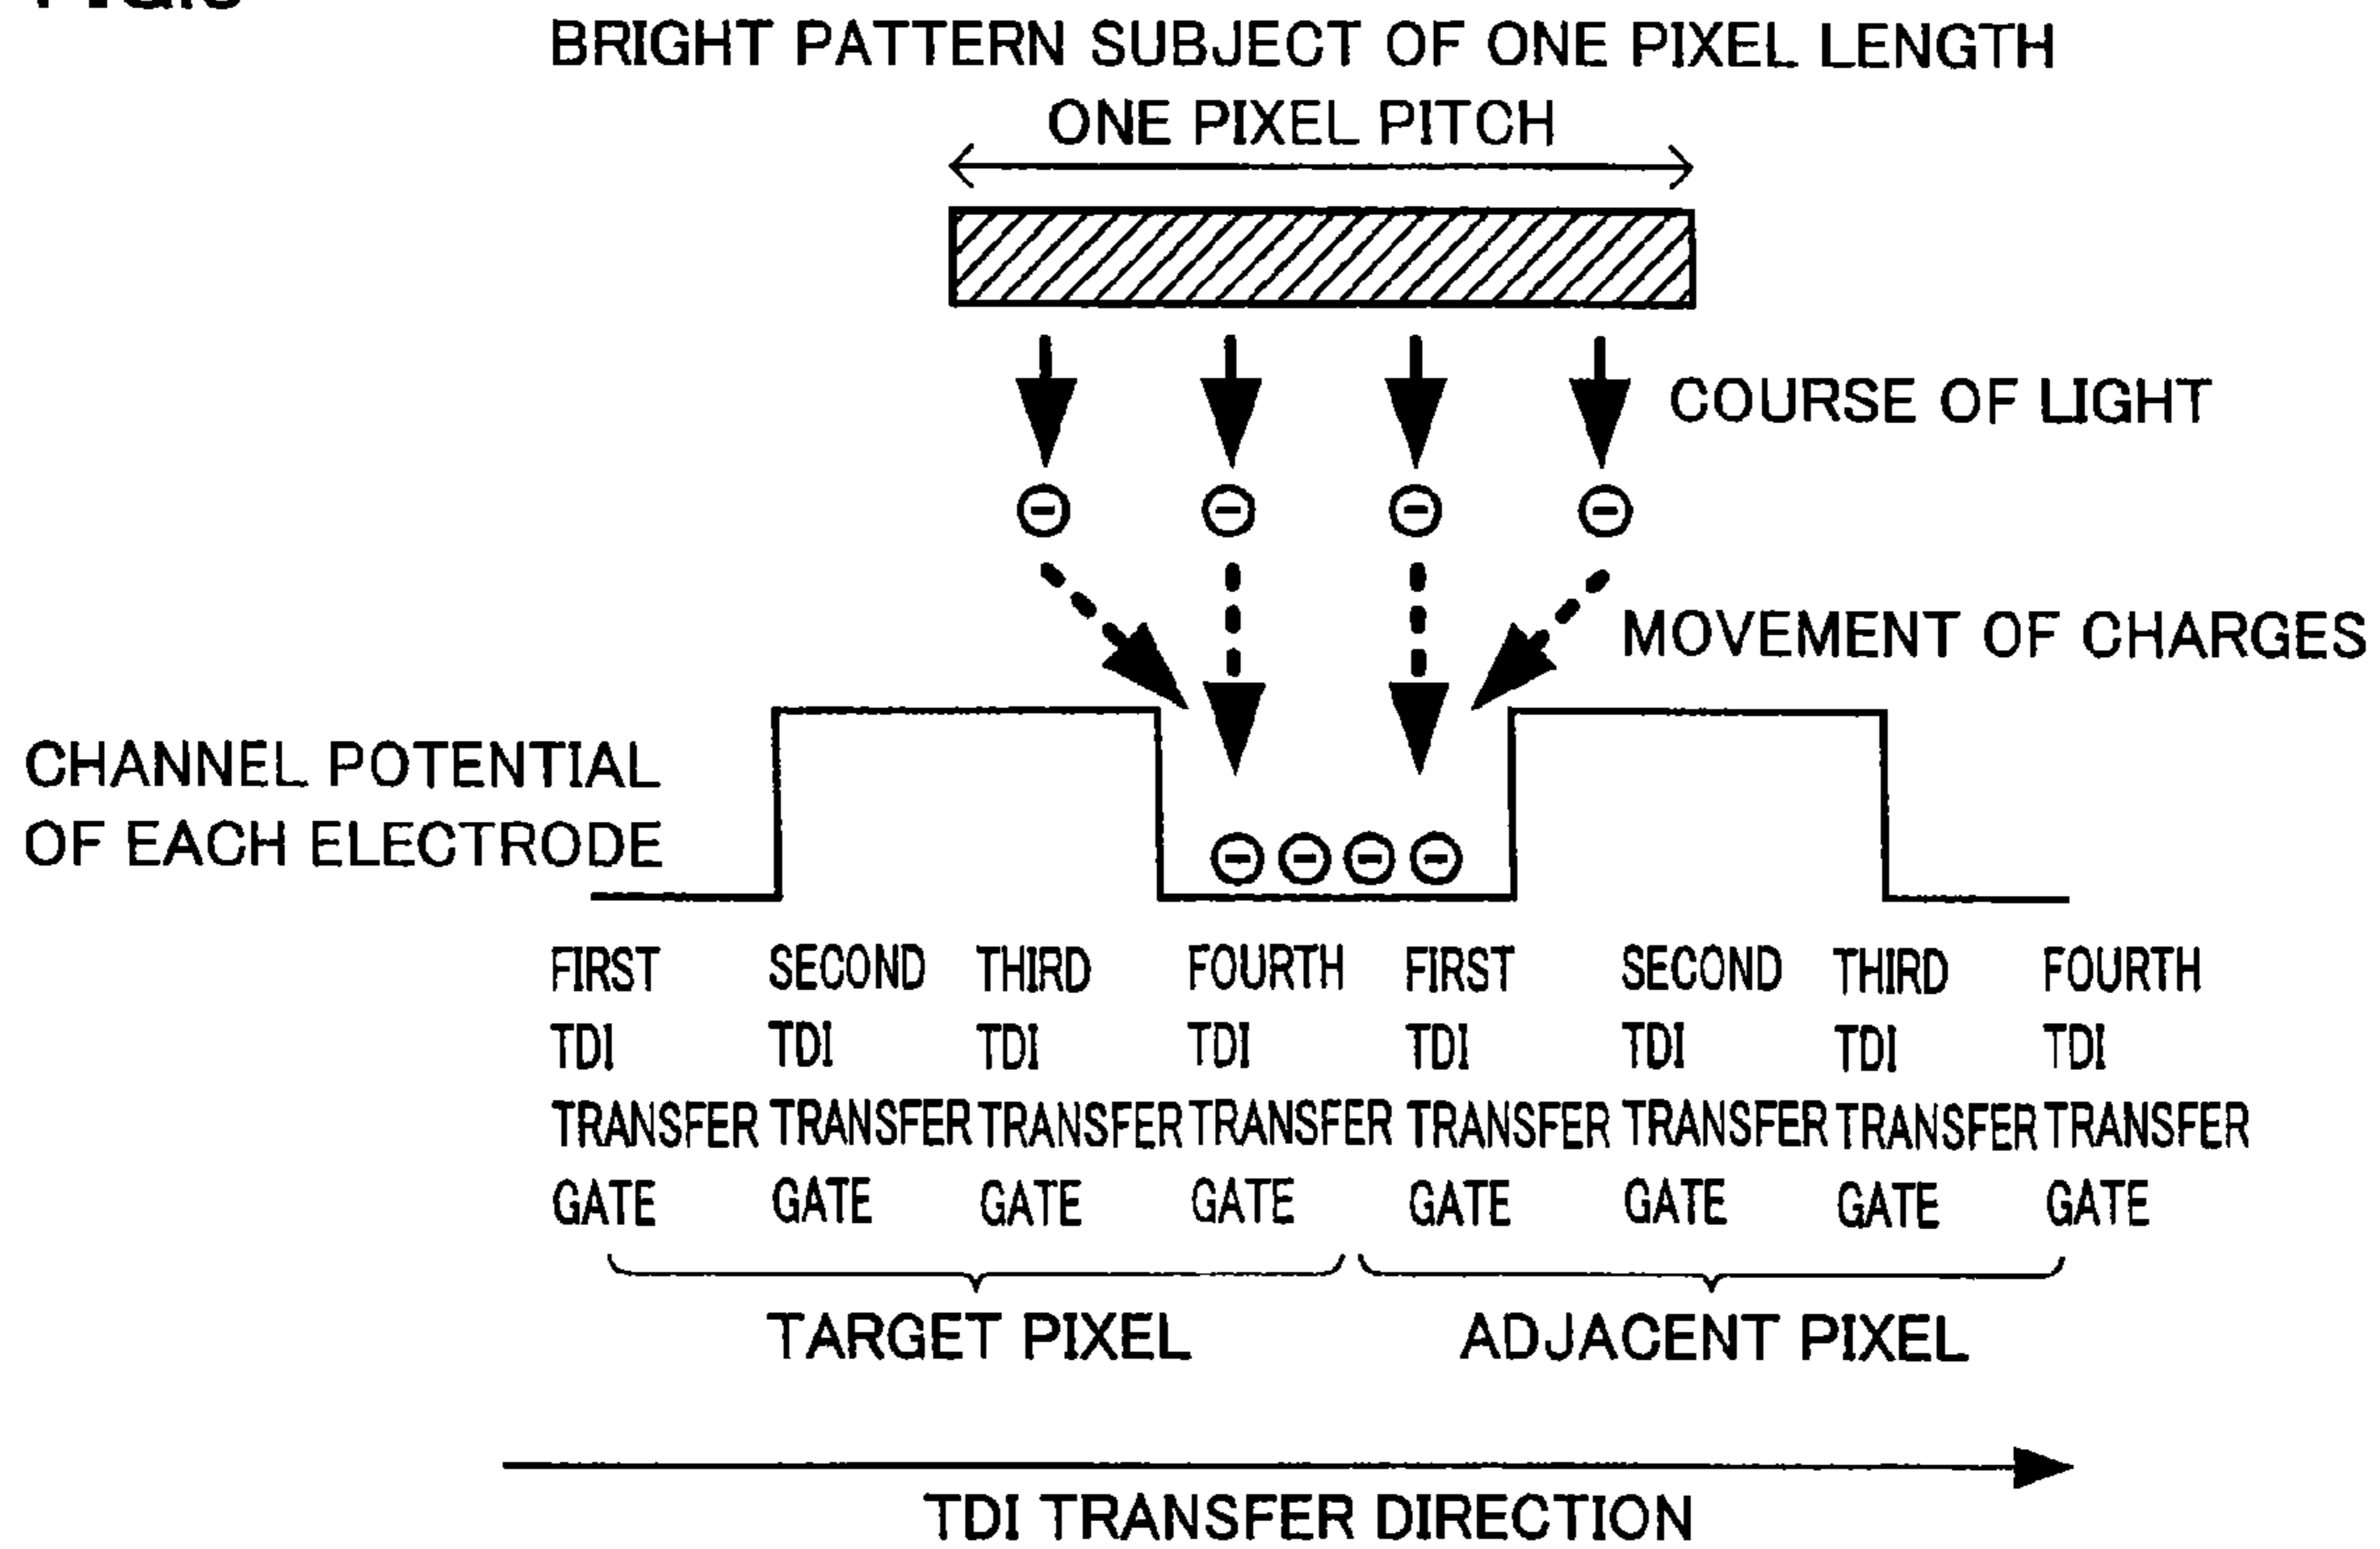 BRIGHT PATTERN SUBJECT OF ONE PIXEL LENGTH
ONE PIXEL PITCH
COURSE OF LIGHT
MOVEMENT OF CHARGES
CHANNEL POTENTIAL
OF EACH ELECTRODE
FIRST SECOND THIRD FOURTH FIRST SECOND THIRD FOURTH
TDI TDI TDI TDI TDI TDI TDI TDI
TRANSFER TRANSFER TRANSFER TRANSFER TRANSFER TRANSFER TRANSFER TRANSFER
GATE GATE GATE GATE GATE GATE GATE GATE
TARGET PIXEL ADJACENT PIXEL
TDI TRANSFER DIRECTION